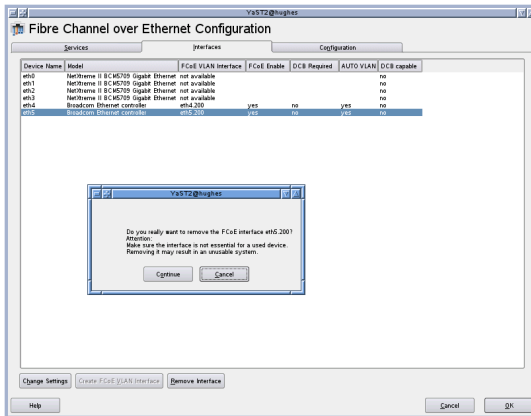 YaST2@hughes
Fibre Channel over Ethernet Configuration
Services Interfaces Configuration
Device Name Model FCoE VLAN Interface FCoE Enable DCB Required AUTO VLAN DCB capable
eth0 NetXtreme II BCM5709 Gigabit Ethernet not available no
eth1 NetXtreme II BCM5709 Gigabit Ethernet not available no
eth2 NetXtreme II BCM5709 Gigabit Ethernet not available no
eth3 NetXtreme II BCM5709 Gigabit Ethernet not available no
eth4 Broadcom Ethernet controller eth4.200 yes no yes no
eth5 Broadcom Ethernet controller eth5.200 yes no yes no
YaST2@hughes
Do you really want to remove the FCoE interface eth5.200?
Attention:
Make sure the interface is not essential for a used device.
Removing it may result in an unusable system.
Continue Cancel
Change Settings Create FCoE VLAN Interface Remove Interface
Help Cancel OK